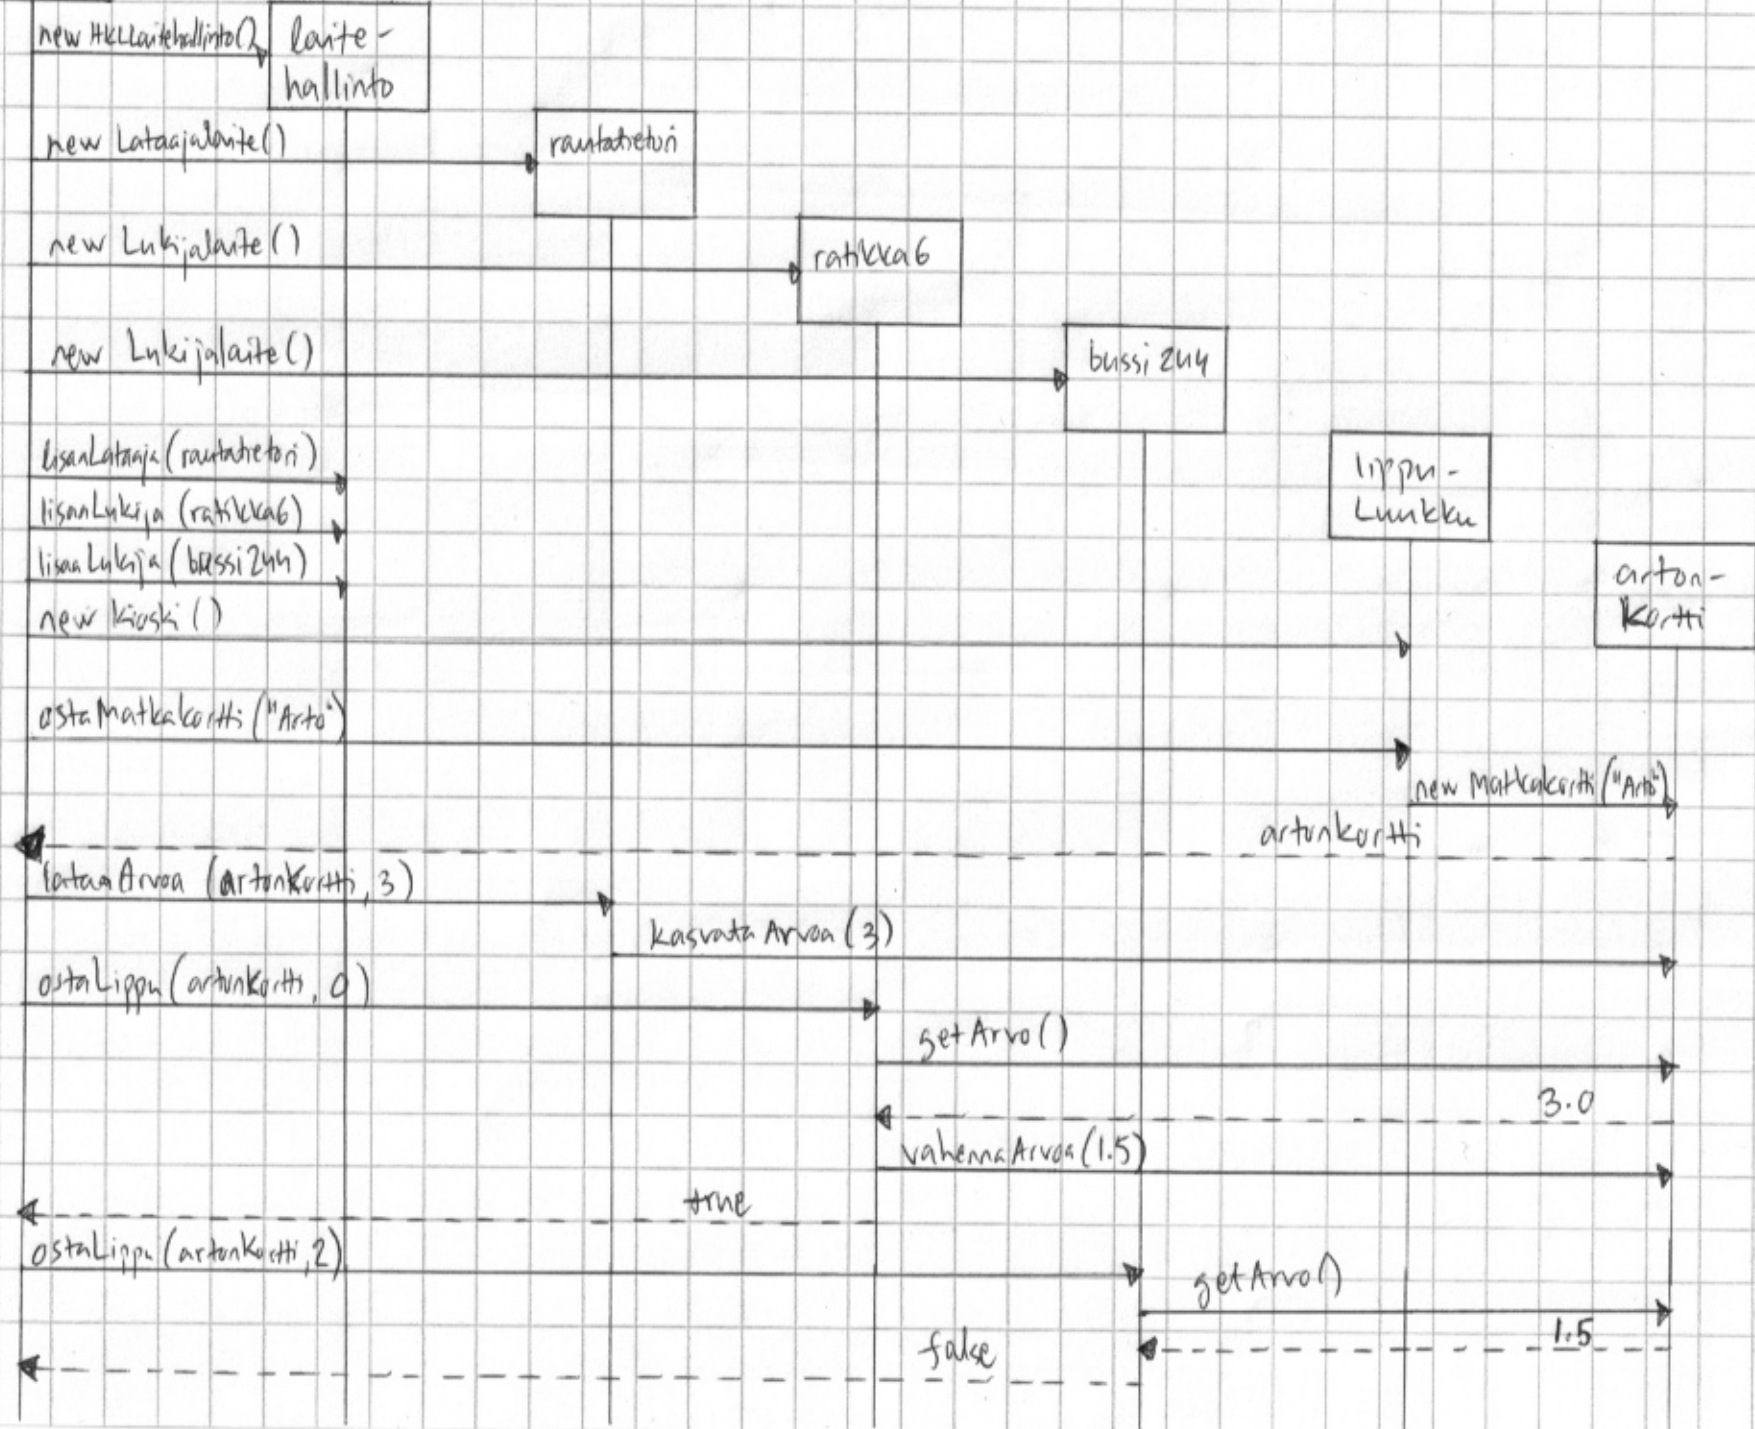 new HKLLaitehallinto()
laite-
hallinto
new Lataajalaite()
rautatietori
new Lukijalaite()
ratikka6
new Lukijalaite()
bussi244
lisaaLataaja(rautatietori)
lippu-
Luukku
lisaaLukija(ratikka6)
lisaaLukija(bussi244)
arton-
Kortti
new Kioski()
ostaMatkakortti("Arto")
new Matkakortti("Arto")
artonkortti
lataaArvoa (artonKortti, 3)
kasvataArvoa(3)
ostaLippu(artonKortti, 0)
getArvo()
3.0
vahennaArvoa(1.5)
true
ostaLippu(artonKortti,2)
getArvo()
1.5
false